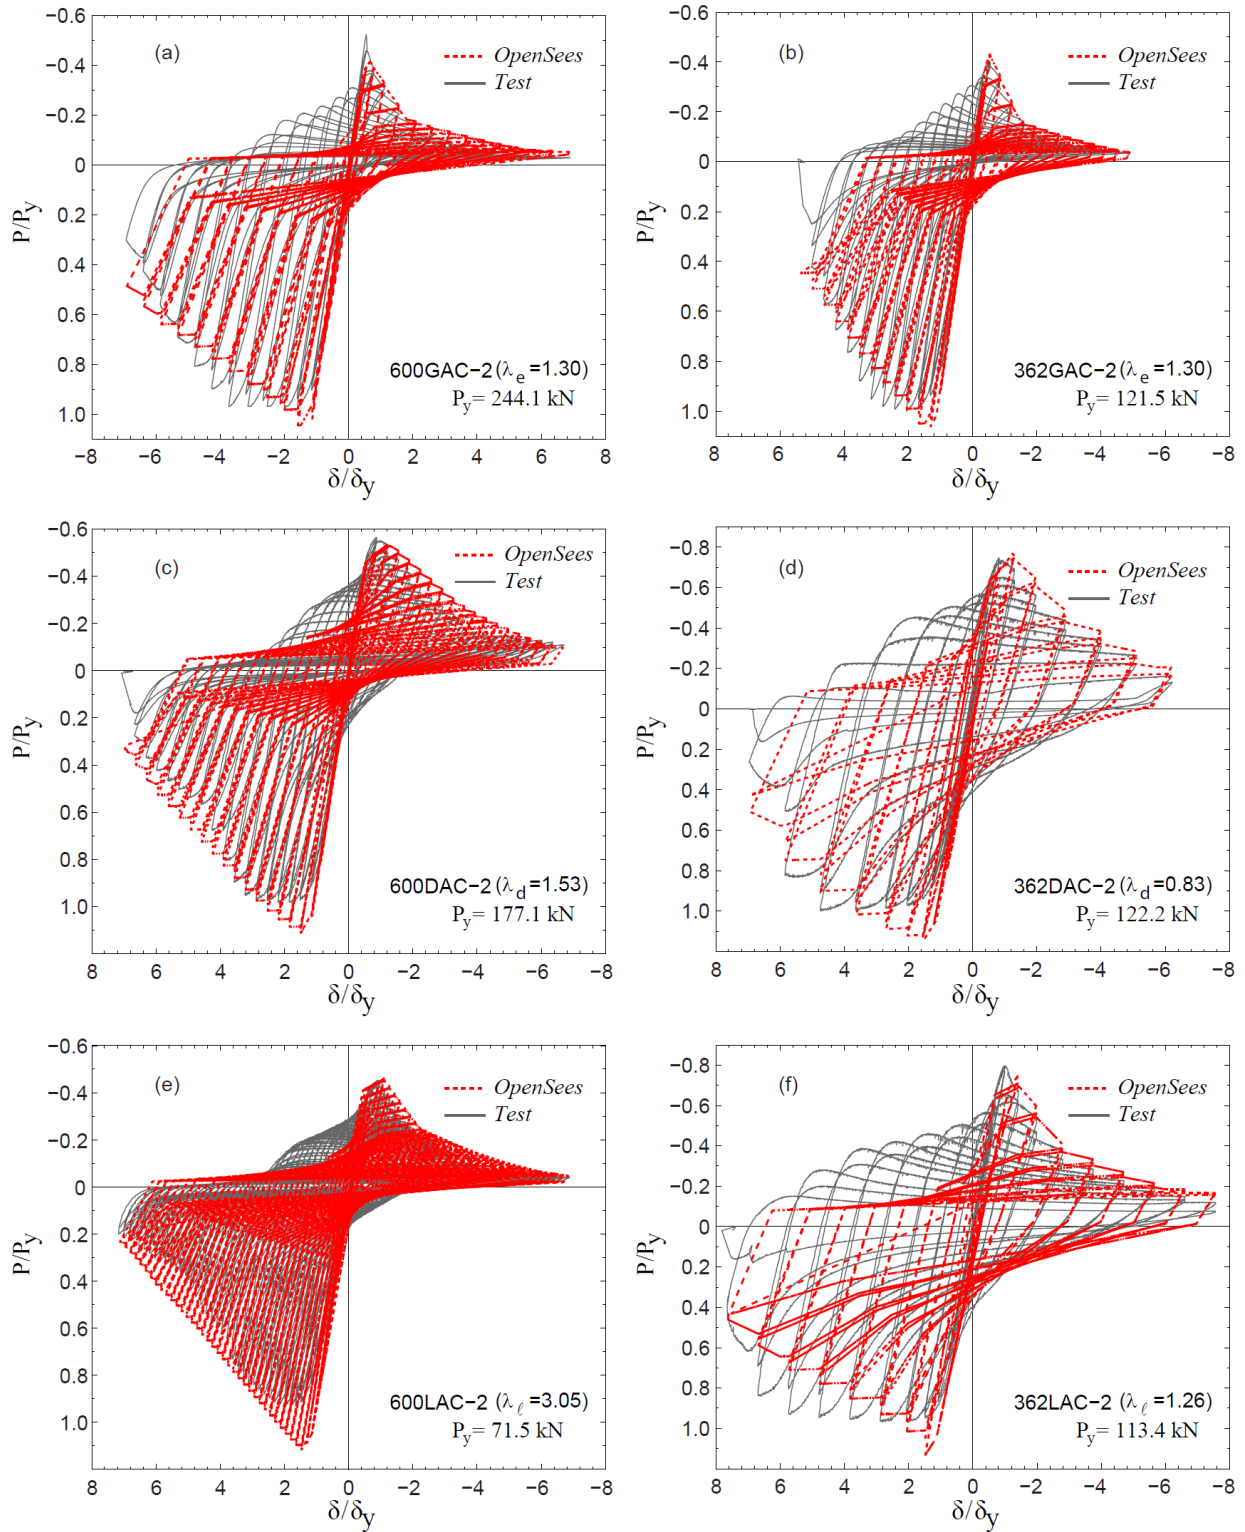 (a)
OpenSees
Test
−0.6
−0.4
−0.2
0
0.2
0.4
0.6
0.8
1.0
P/Py
600GAC−2 (λe=1.30)
Py= 244.1 kN
−8 −6 −4 −2 0 2 4 6 8
δ/δy
(b)
OpenSees
Test
−0.6
−0.4
−0.2
0
0.2
0.4
0.6
0.8
1.0
P/Py
362GAC−2 (λe=1.30)
Py= 121.5 kN
8 6 4 2 0 −2 −4 −6 −8
δ/δy
(c)
OpenSees
Test
−0.6
−0.4
−0.2
0
0.2
0.4
0.6
0.8
1.0
P/Py
600DAC−2 (λd=1.53)
Py= 177.1 kN
8 6 4 2 0 −2 −4 −6 −8
δ/δy
(d)
OpenSees
Test
−0.8
−0.6
−0.4
−0.2
0
0.2
0.4
0.6
0.8
1.0
P/Py
362DAC−2 (λd=0.83)
Py= 122.2 kN
8 6 4 2 0 −2 −4 −6 −8
δ/δy
(e)
OpenSees
Test
−0.6
−0.4
−0.2
0
0.2
0.4
0.6
0.8
1.0
P/Py
600LAC−2 (λℓ=3.05)
Py= 71.5 kN
8 6 4 2 0 −2 −4 −6 −8
δ/δy
(f)
OpenSees
Test
−0.8
−0.6
−0.4
−0.2
0
0.2
0.4
0.6
0.8
1.0
P/Py
362LAC−2 (λℓ=1.26)
Py= 113.4 kN
8 6 4 2 0 −2 −4 −6 −8
δ/δy